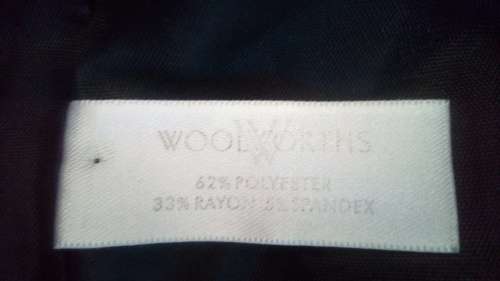 WOOLWORTHS
62% POLYESTER
33% RAYON 5% SPANDEX